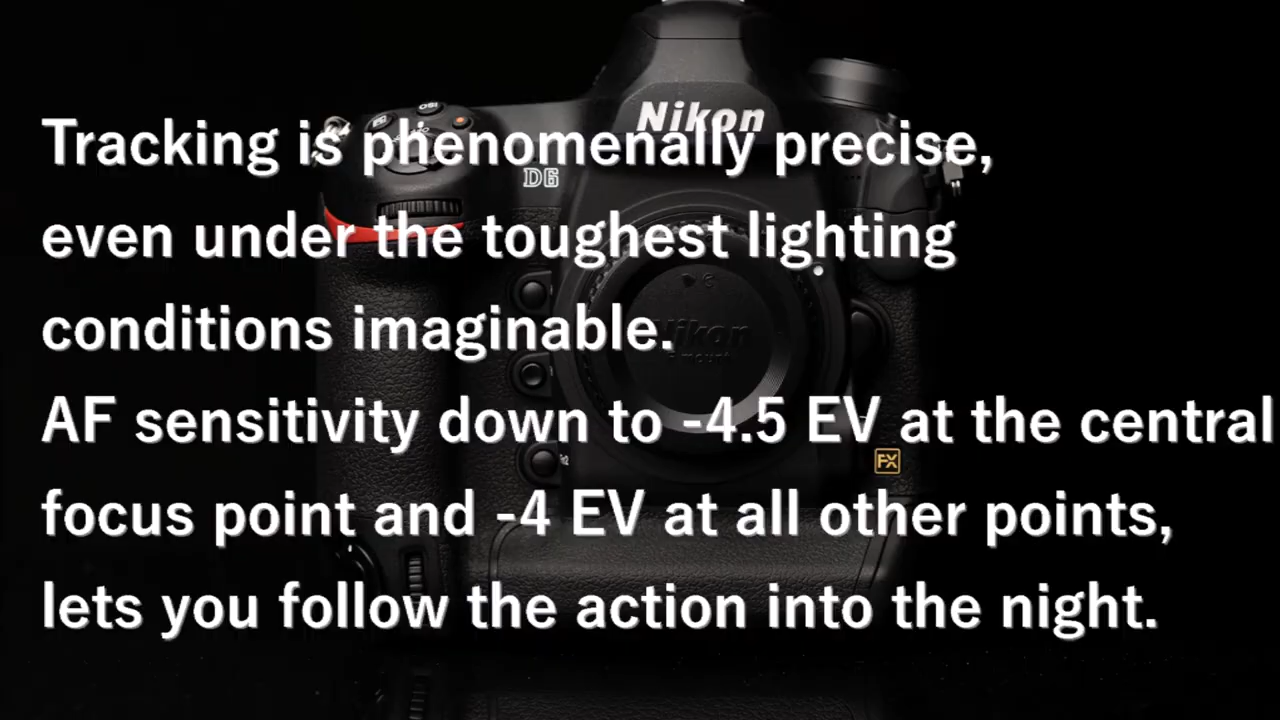 Nikon
Tracking is phenomenally precise,
D6
even under the toughest lighting
conditions imaginable.
Nikon
AF sensitivity down to -4.5 EV at the central
FX
focus point and -4 EV at all other points,
lets you follow the action into the night.